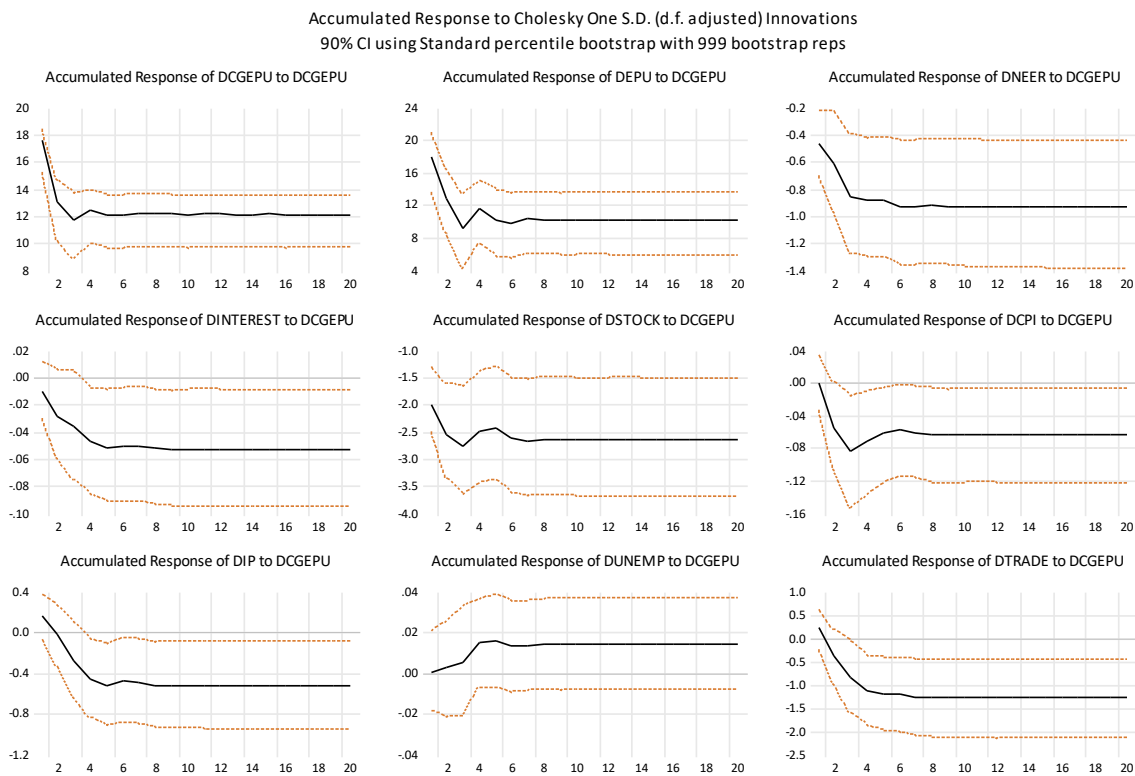 Accumulated Response to Cholesky One S.D. (d.f. adjusted) Innovations
90% CI using Standard percentile bootstrap with 999 bootstrap reps
Accumulated Response of DCGEPU to DCGEPU
20
18
16
14
12
10
8
2 4 6 8 10 12 14 16 18 20
Accumulated Response of DEPU to DCGEPU
24
20
16
12
8
4
2 4 6 8 10 12 14 16 18 20
Accumulated Response of DNEER to DCGEPU
-0.2
-0.4
-0.6
-0.8
-1.0
-1.2
-1.4
2 4 6 8 10 12 14 16 18 20
Accumulated Response of DINTEREST to DCGEPU
.02
.00
-.02
-.04
-.06
-.08
-.10
2 4 6 8 10 12 14 16 18 20
Accumulated Response of DSTOCK to DCGEPU
-1.0
-1.5
-2.0
-2.5
-3.0
-3.5
-4.0
2 4 6 8 10 12 14 16 18 20
Accumulated Response of DCPI to DCGEPU
.04
.00
-.04
-.08
-.12
-.16
2 4 6 8 10 12 14 16 18 20
Accumulated Response of DIP to DCGEPU
0.4
0.0
-0.4
-0.8
-1.2
2 4 6 8 10 12 14 16 18 20
Accumulated Response of DUNEMP to DCGEPU
.04
.02
.00
-.02
-.04
2 4 6 8 10 12 14 16 18 20
Accumulated Response of DTRADE to DCGEPU
1.0
0.5
0.0
-0.5
-1.0
-1.5
-2.0
-2.5
2 4 6 8 10 12 14 16 18 20